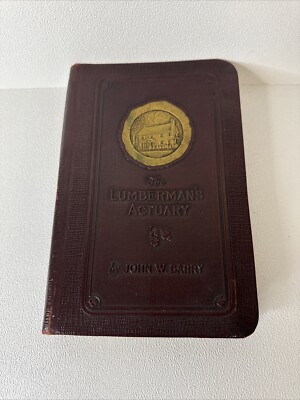 The
LUMBERMAN'S
ACTUARY
By JOHN W. BARRY